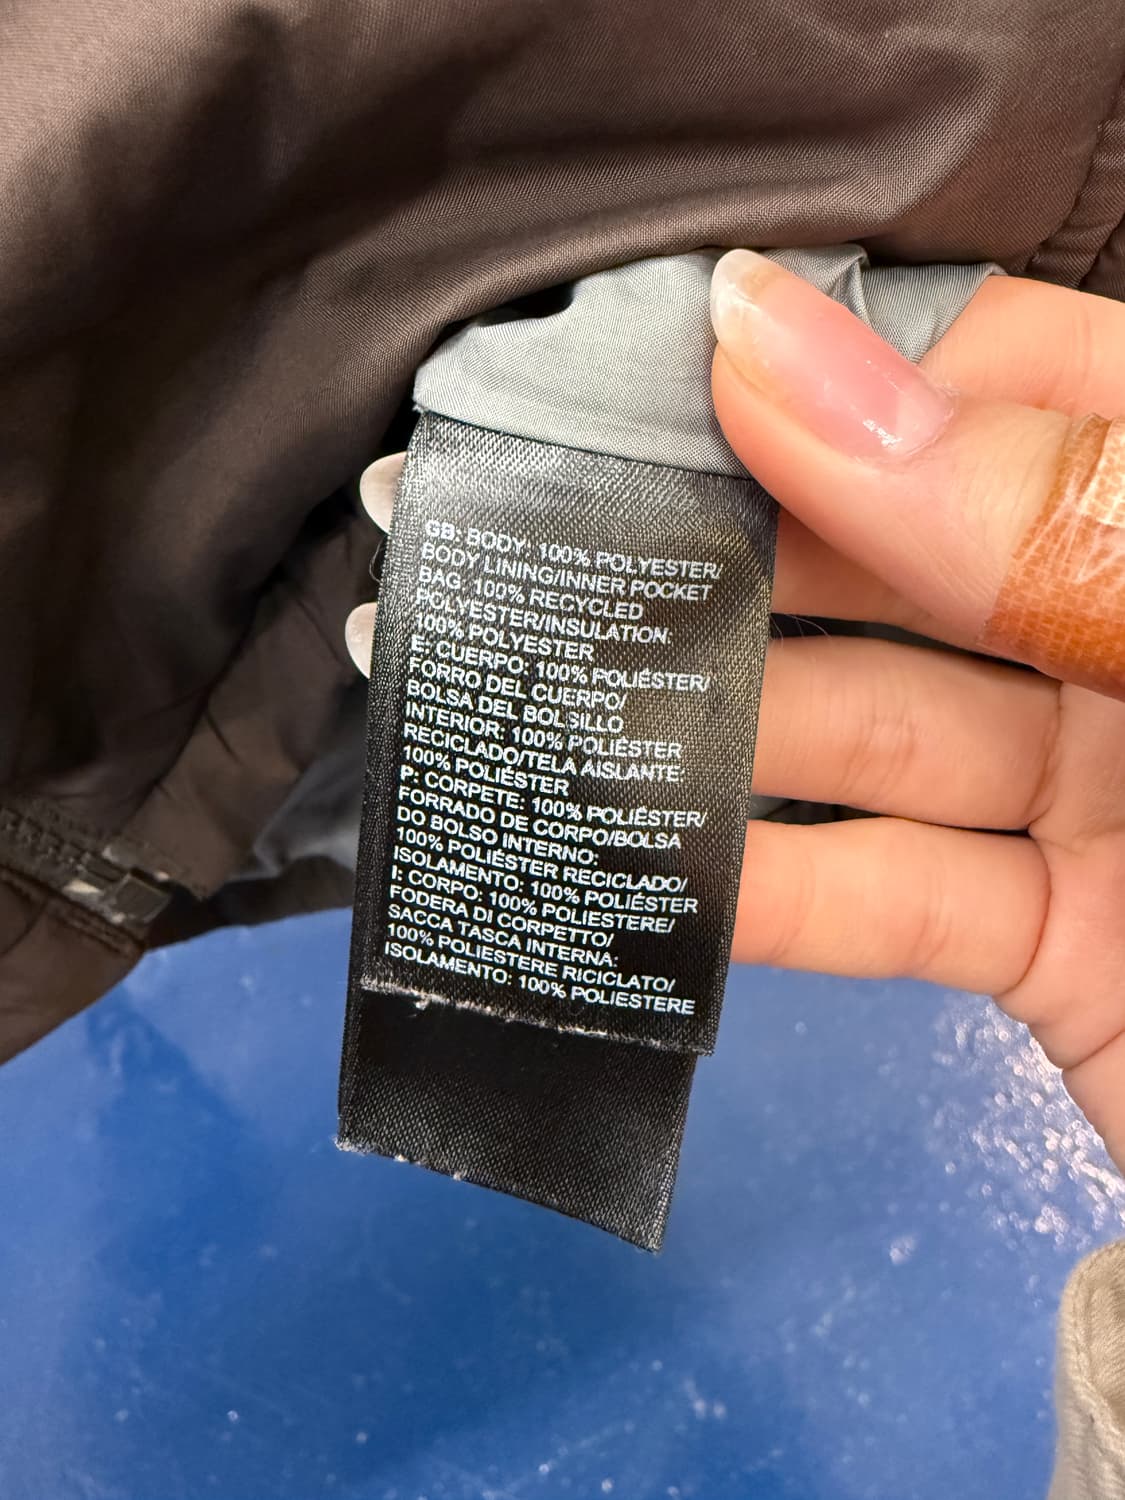 GB: BODY: 100% POLYESTER/
BODY LINING/INNER POCKET
BAG: 100% RECYCLED
POLYESTER/INSULATION:
100% POLYESTER
E: CUERPO: 100% POLIÉSTER/
FORRO DEL CUERPO/
BOLSA DEL BOLSILLO
INTERIOR: 100% POLIÉSTER
RECICLADO/TELA AISLANTE:
100% POLIÉSTER
P: CORPETE: 100% POLIÉSTER/
FORRADO DE CORPO/BOLSA
DO BOLSO INTERNO:
100% POLIÉSTER RECICLADO/
ISOLAMENTO: 100% POLIÉSTER
I: CORPO: 100% POLIESTERE/
FODERA DI CORPETTO/
SACCA TASCA INTERNA:
100% POLIESTERE RICICLATO/
ISOLAMENTO: 100% POLIESTERE